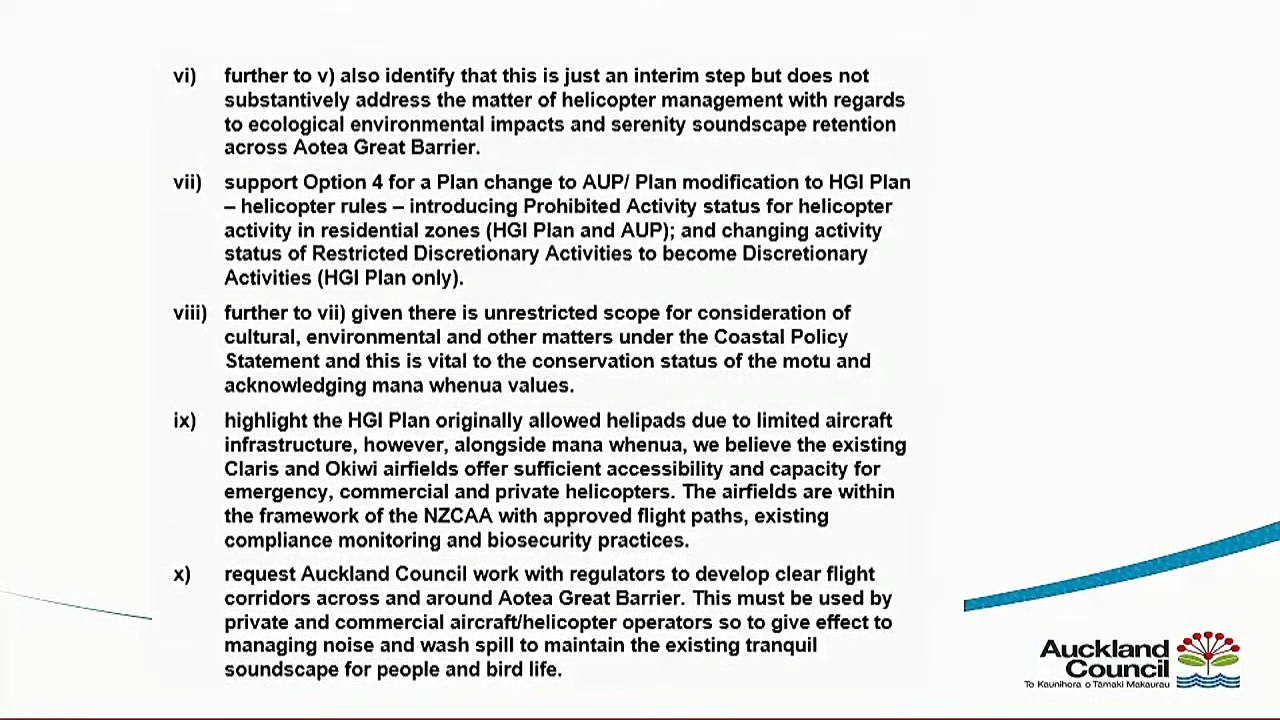 vi) further to v) also identify that this is just an interim step but does not
substantively address the matter of helicopter management with regards
to ecological environmental impacts and serenity soundscape retention
across Aotea Great Barrier.
vii) support Option 4 for a Plan change to AUP/ Plan modification to HGI Plan
– helicopter rules – introducing Prohibited Activity status for helicopter
activity in residential zones (HGI Plan and AUP); and changing activity
status of Restricted Discretionary Activities to become Discretionary
Activities (HGI Plan only).
viii) further to vii) given there is unrestricted scope for consideration of
cultural, environmental and other matters under the Coastal Policy
Statement and this is vital to the conservation status of the motu and
acknowledging mana whenua values.
ix) highlight the HGI Plan originally allowed helipads due to limited aircraft
infrastructure, however, alongside mana whenua, we believe the existing
Claris and Okiwi airfields offer sufficient accessibility and capacity for
emergency, commercial and private helicopters. The airfields are within
the framework of the NZCAA with approved flight paths, existing
compliance monitoring and biosecurity practices.
x) request Auckland Council work with regulators to develop clear flight
corridors across and around Aotea Great Barrier. This must be used by
private and commercial aircraft/helicopter operators so to give effect to
managing noise and wash spill to maintain the existing tranquil
soundscape for people and bird life.
Auckland
Council
Te Kaunihera o Tāmaki Makaurau